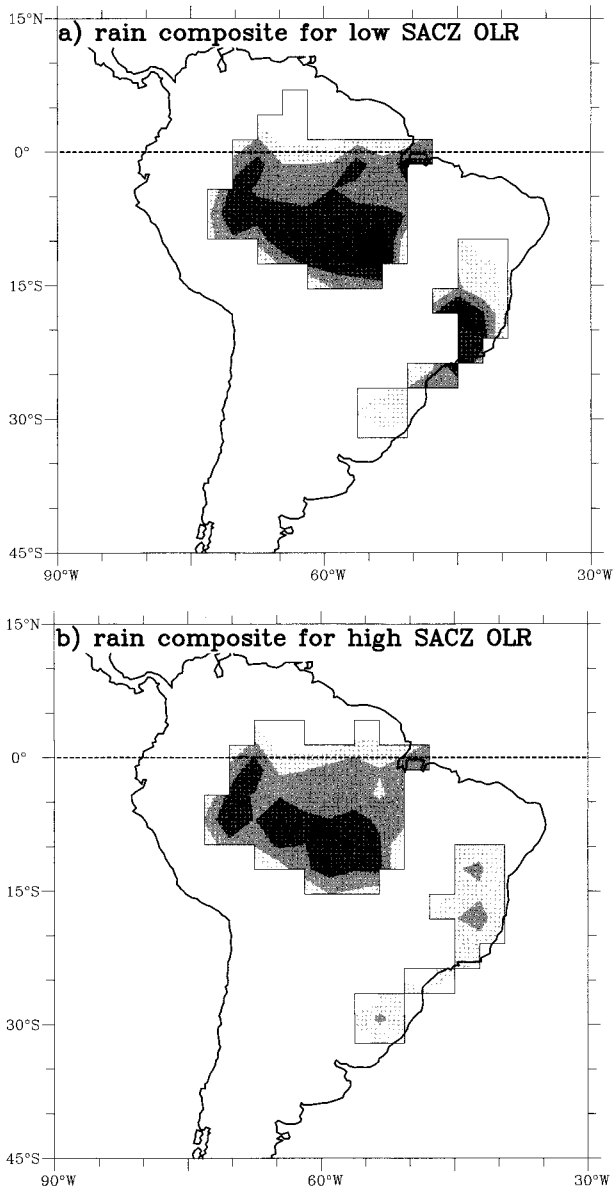 15°N
a) rain composite for low SACZ OLR
0°
15°S
30°S
45°S
90°W 60°W 30°W
15°N
b) rain composite for high SACZ OLR
0°
15°S
30°S
45°S
90°W 60°W 30°W